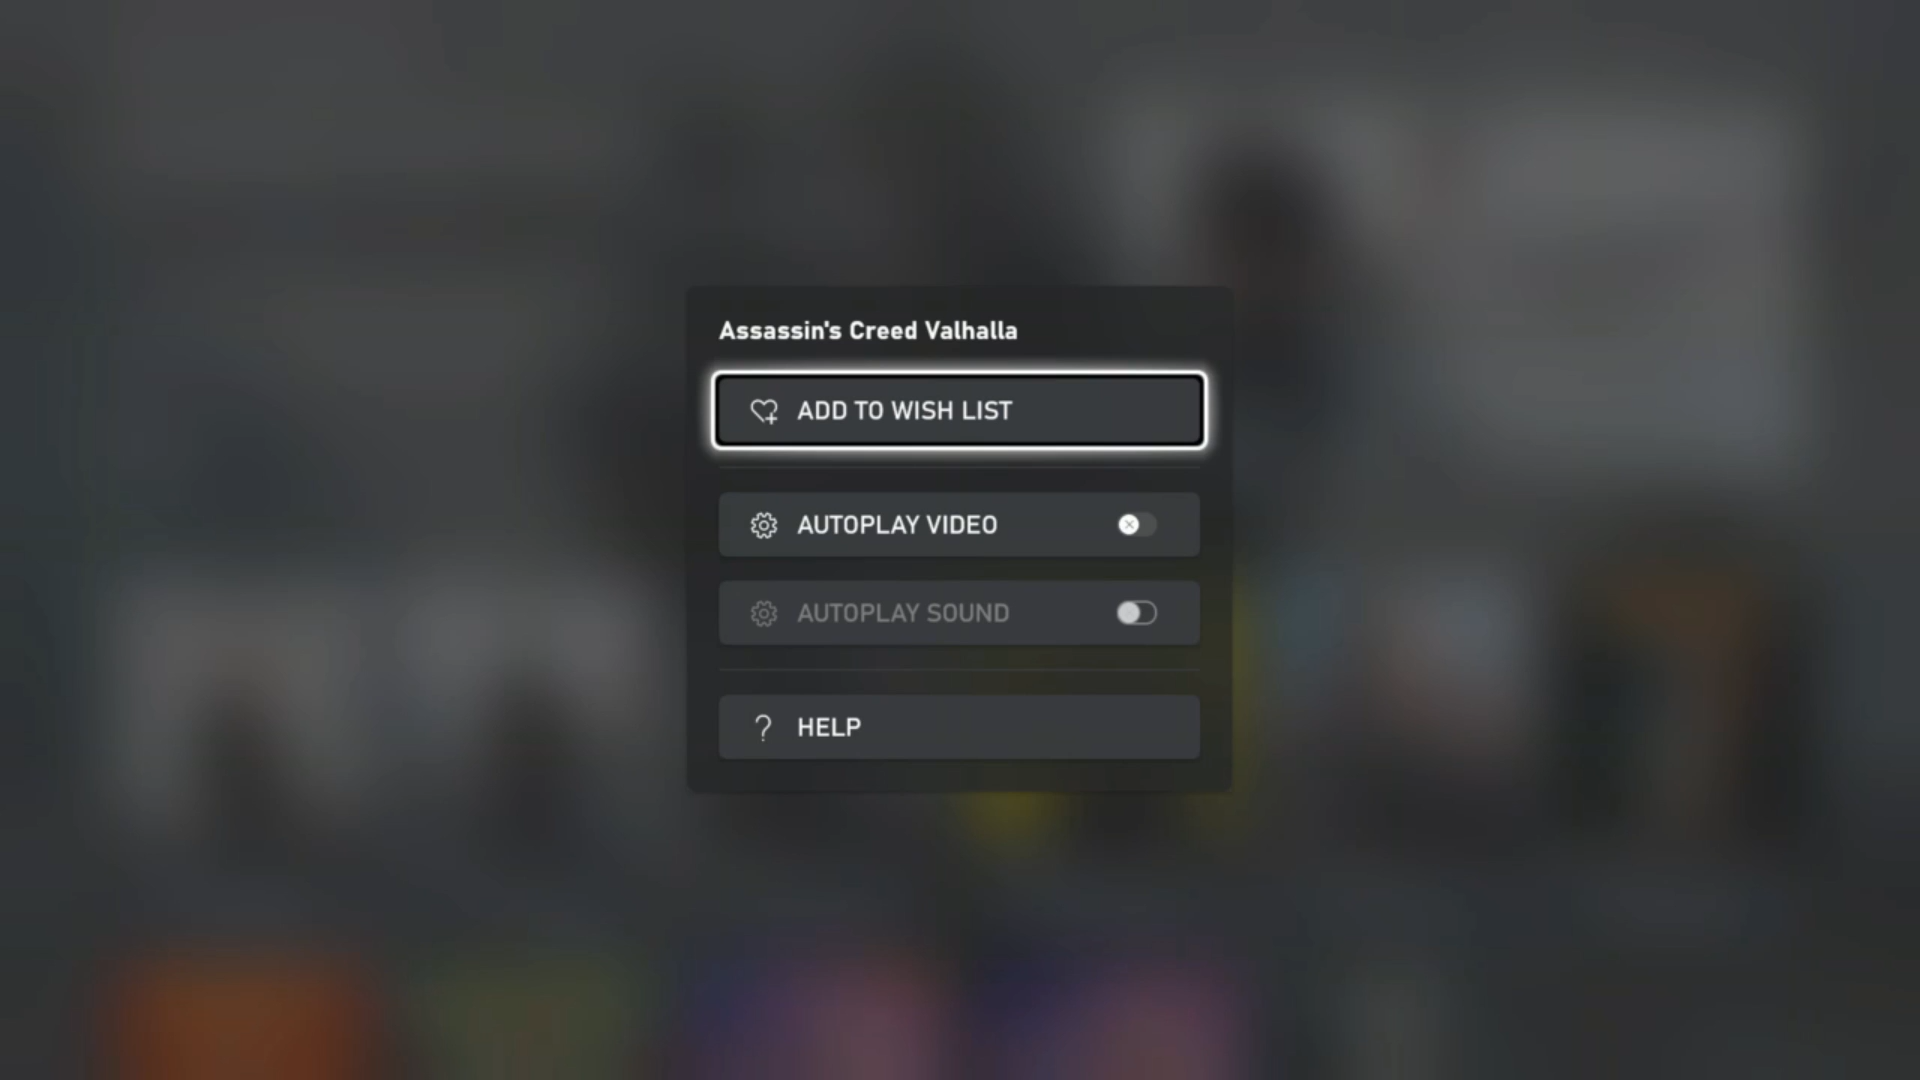 Assassin's Creed Valhalla
ADD TO WISH LIST
AUTOPLAY VIDEO
AUTOPLAY SOUND
? HELP